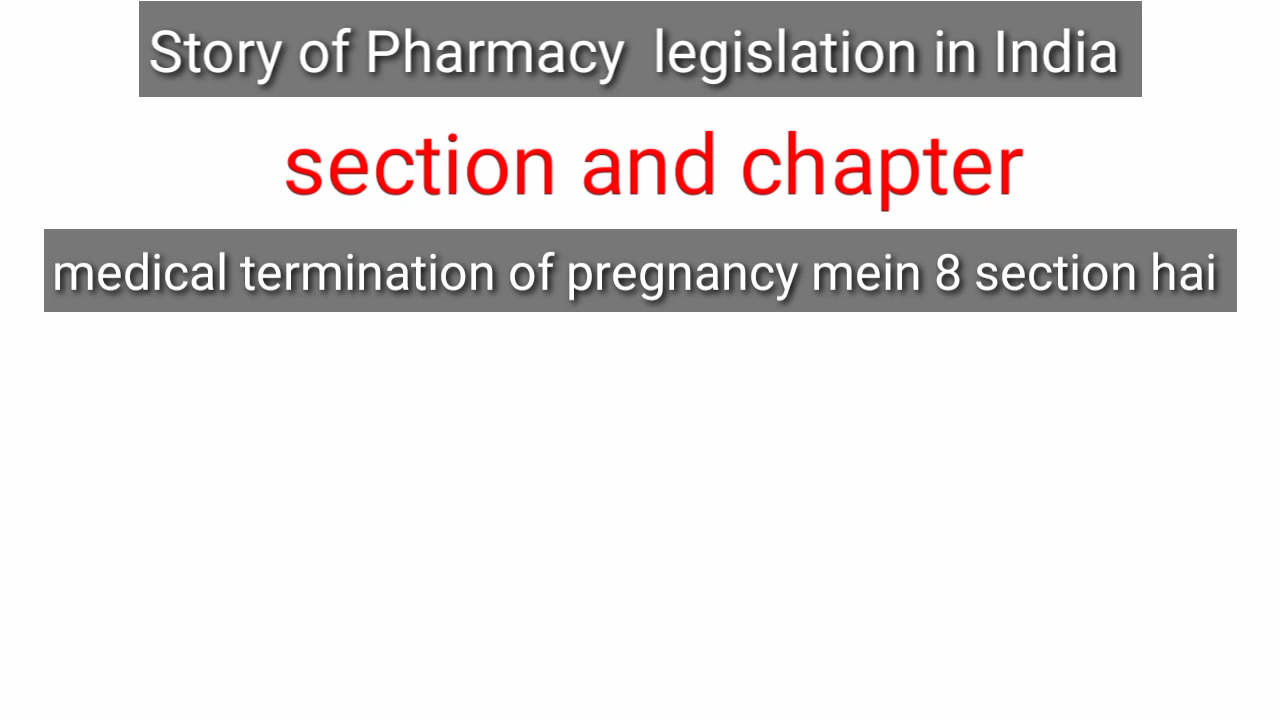 Story of Pharmacy  legislation in India
section and chapter
medical termination of pregnancy mein 8 section hai